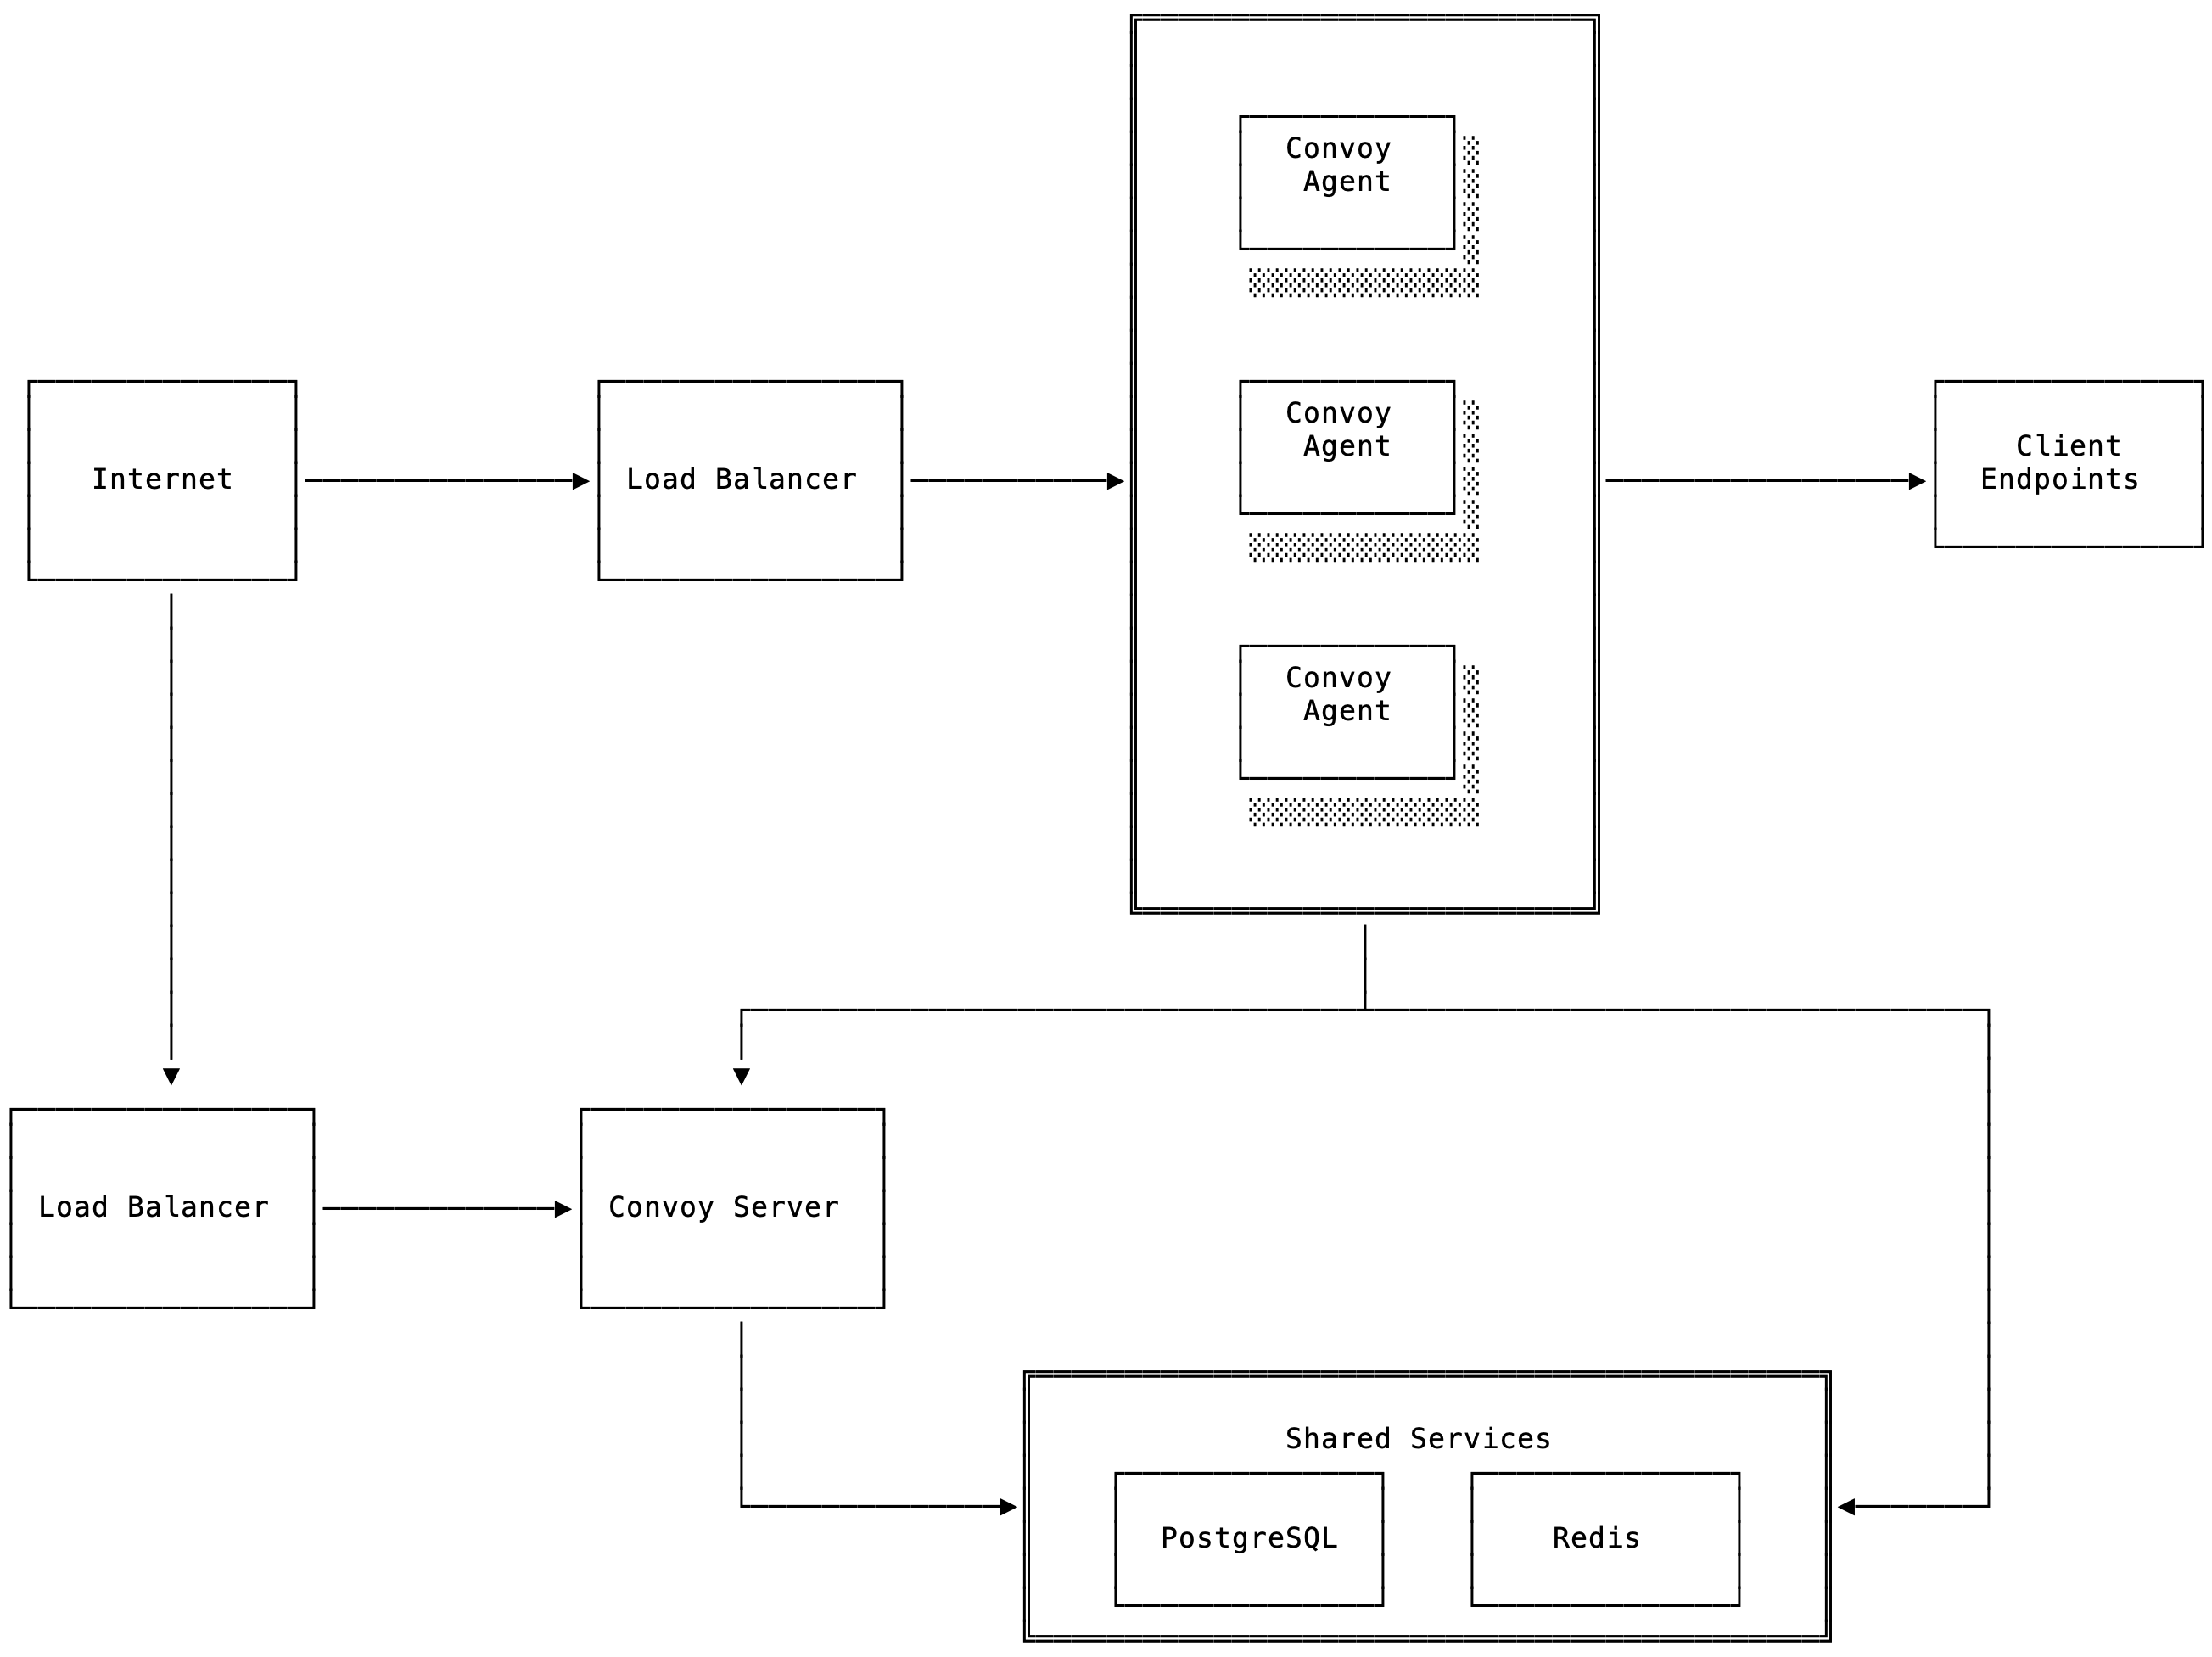 Convoy
Agent
Convoy
Agent
Internet
Load Balancer
Client
Endpoints
Convoy
Agent
Load Balancer
Convoy Server
Shared Services
PostgreSQL
Redis